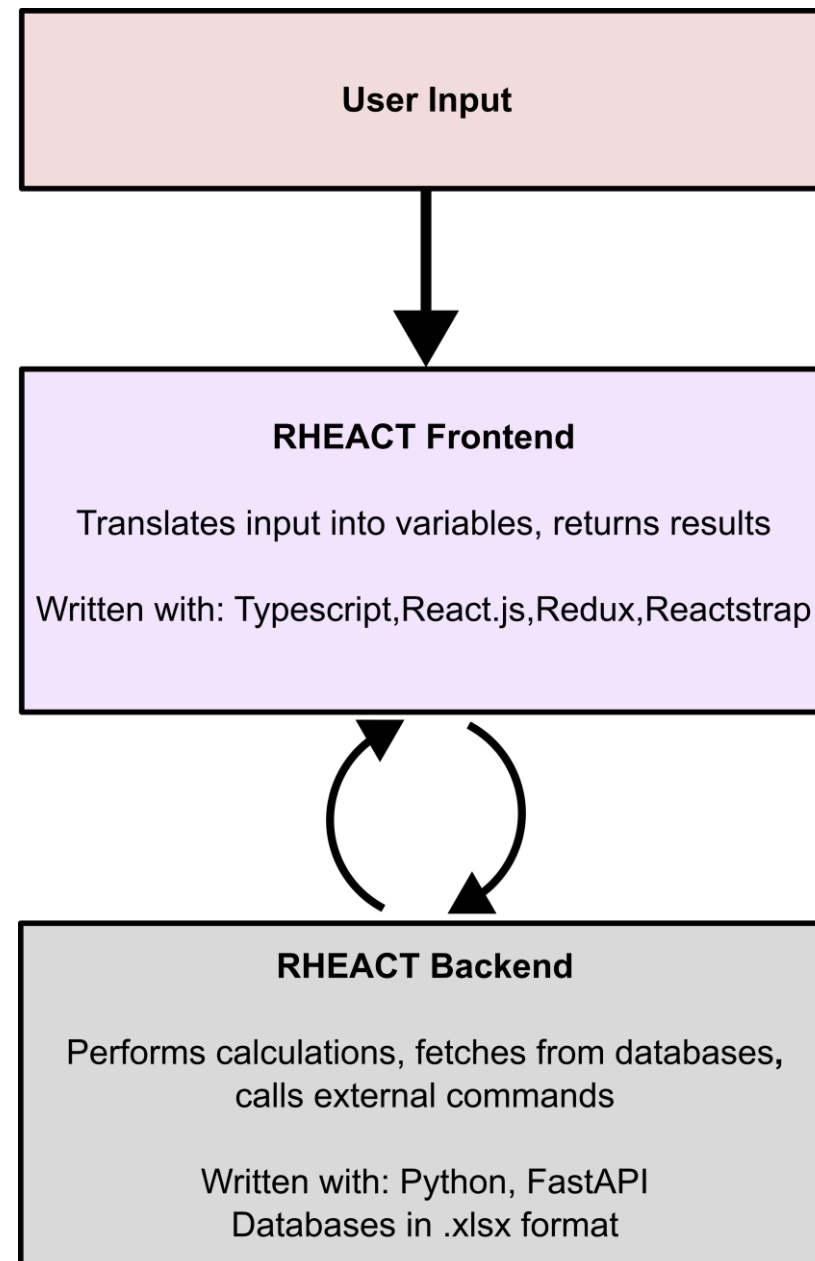 User Input
RHEACT Frontend
Translates input into variables, returns results
Written with: Typescript,React.js,Redux,Reactstrap
RHEACT Backend
Performs calculations, fetches from databases,
calls external commands
Written with: Python, FastAPI
Databases in .xlsx format